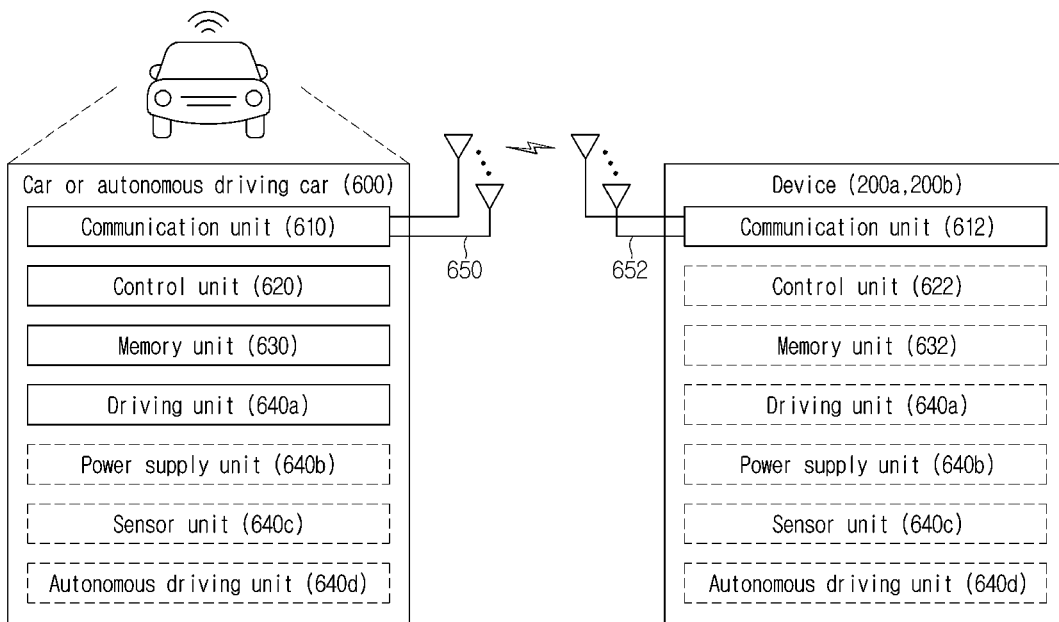 Car or autonomous driving car (600)
Communication unit (610)
Control unit (620)
Memory unit (630)
Driving unit (640a)
Power supply unit (640b)
Sensor unit (640c)
Autonomous driving unit (640d)
650
652
Device (200a,200b)
Communication unit (612)
Control unit (622)
Memory unit (632)
Driving unit (640a)
Power supply unit (640b)
Sensor unit (640c)
Autonomous driving unit (640d)